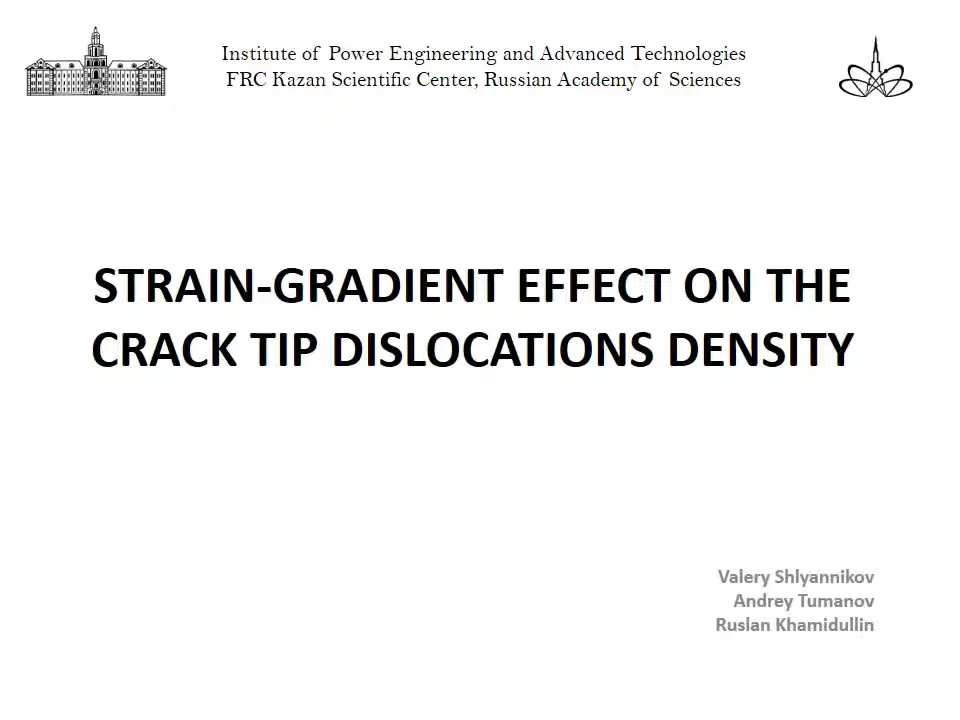 Institute of Power Engineering and Advanced Technologies
FRC Kazan Scientific Center, Russian Academy of Sciences
STRAIN-GRADIENT EFFECT ON THE
CRACK TIP DISLOCATIONS DENSITY
Valery Shlyannikov
Andrey Tumanov
Ruslan Khamidullin